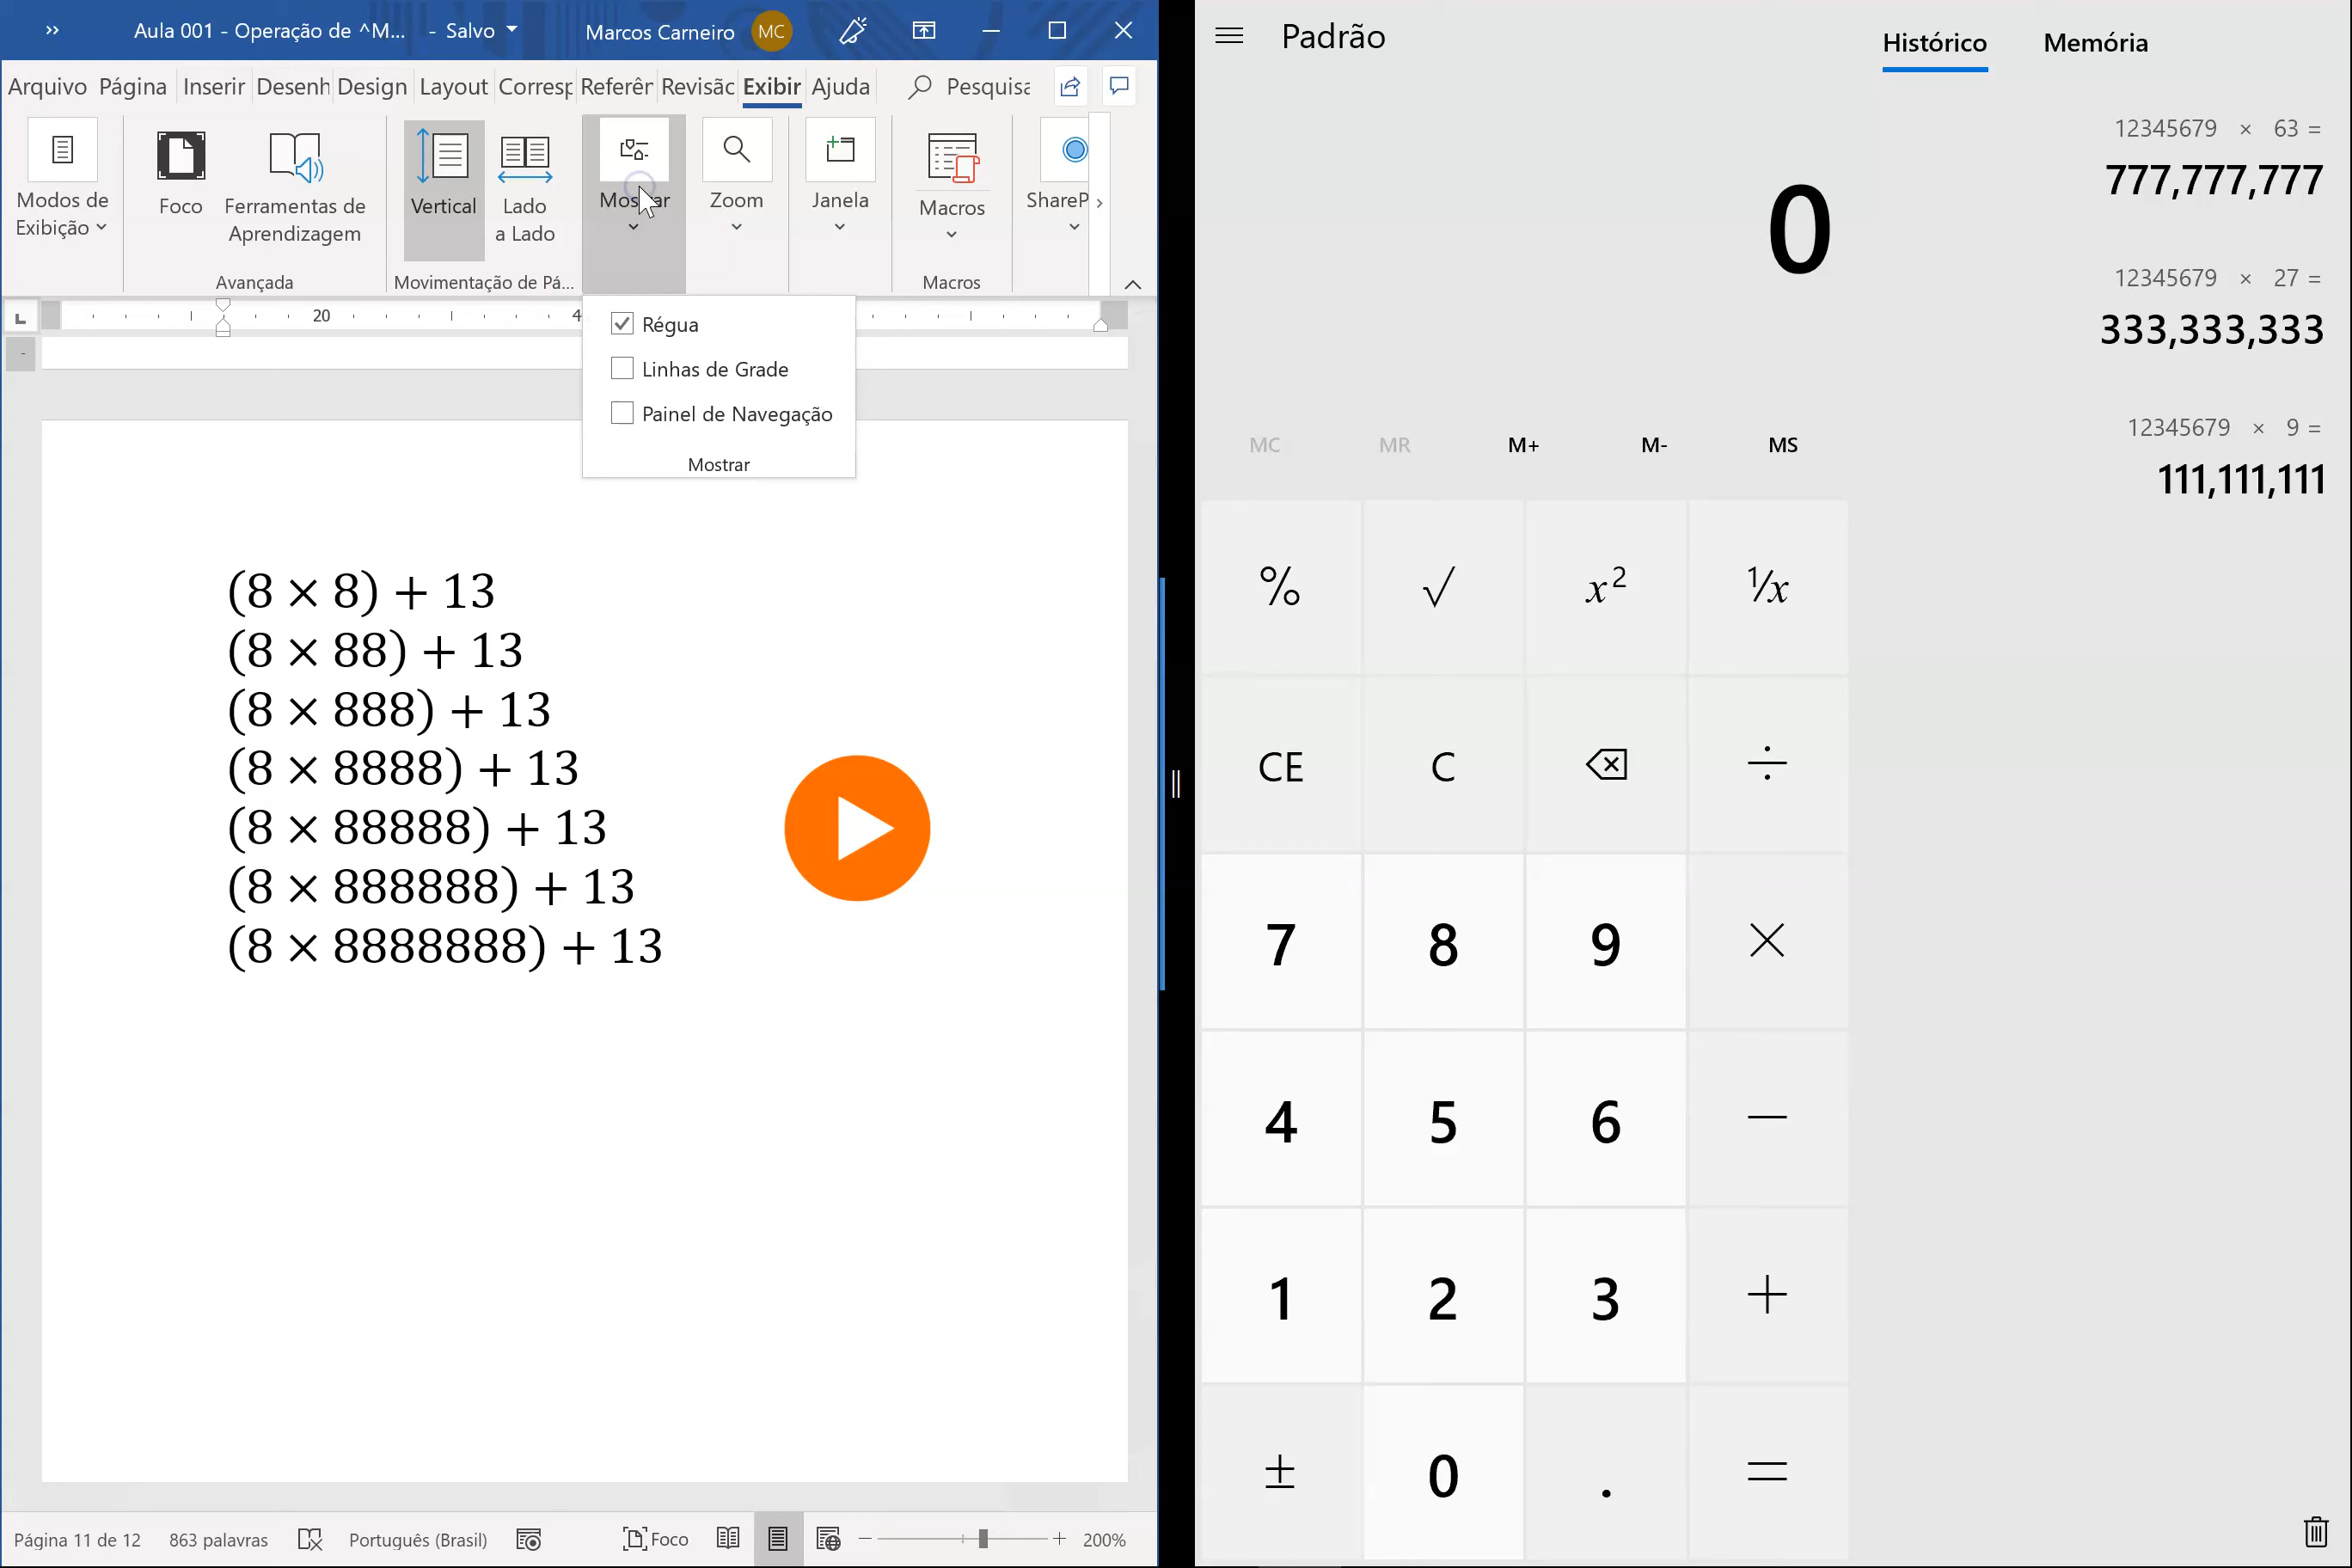 Aula 001 - Operação de ^M... - Salvo
Marcos Carneiro MC
Arquivo Página Inserir Desenh Design Layout Corresp Referêr Revisãc Exibir Ajuda Pesquisa
Modos de Exibição
Foco
Ferramentas de Aprendizagem
Avançada
Vertical
Lado a Lado
Movimentação de Pá...
Mostrar
Zoom
Janela
Macros
Macros
ShareP
L
20
4
Régua
Linhas de Grade
Painel de Navegação
Mostrar
(8 × 8) + 13
(8 × 88) + 13
(8 × 888) + 13
(8 × 8888) + 13
(8 × 88888) + 13
(8 × 888888) + 13
(8 × 8888888) + 13
Página 11 de 12 863 palavras Português (Brasil) Foco 200%
Padrão
0
MC MR M+ M- MS
% √ x² ¹/x
CE C ÷
7 8 9 ×
4 5 6 −
1 2 3 +
± 0 . =
Histórico Memória
12345679 × 63 =
777,777,777
12345679 × 27 =
333,333,333
12345679 × 9 =
111,111,111